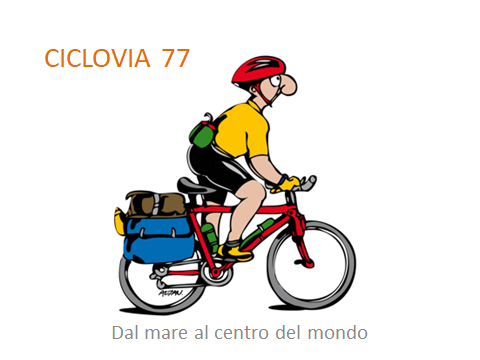 CICLOVIA 77
Dal mare al centro del mondo